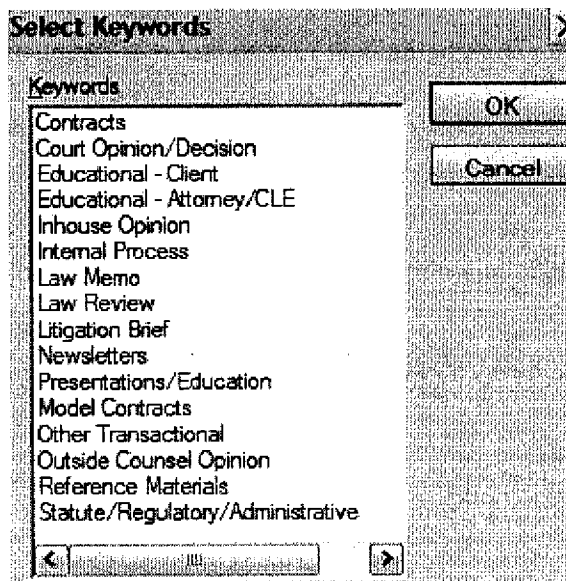 Select Keywords
Keywords
OK
Cancel
Contracts
Court Opinion/Decision
Educational - Client
Educational - Attorney/CLE
Inhouse Opinion
Internal Process
Law Memo
Law Review
Litigation Brief
Newsletters
Presentations/Education
Model Contracts
Other Transactional
Outside Counsel Opinion
Reference Materials
Statute/Regulatory/Administrative